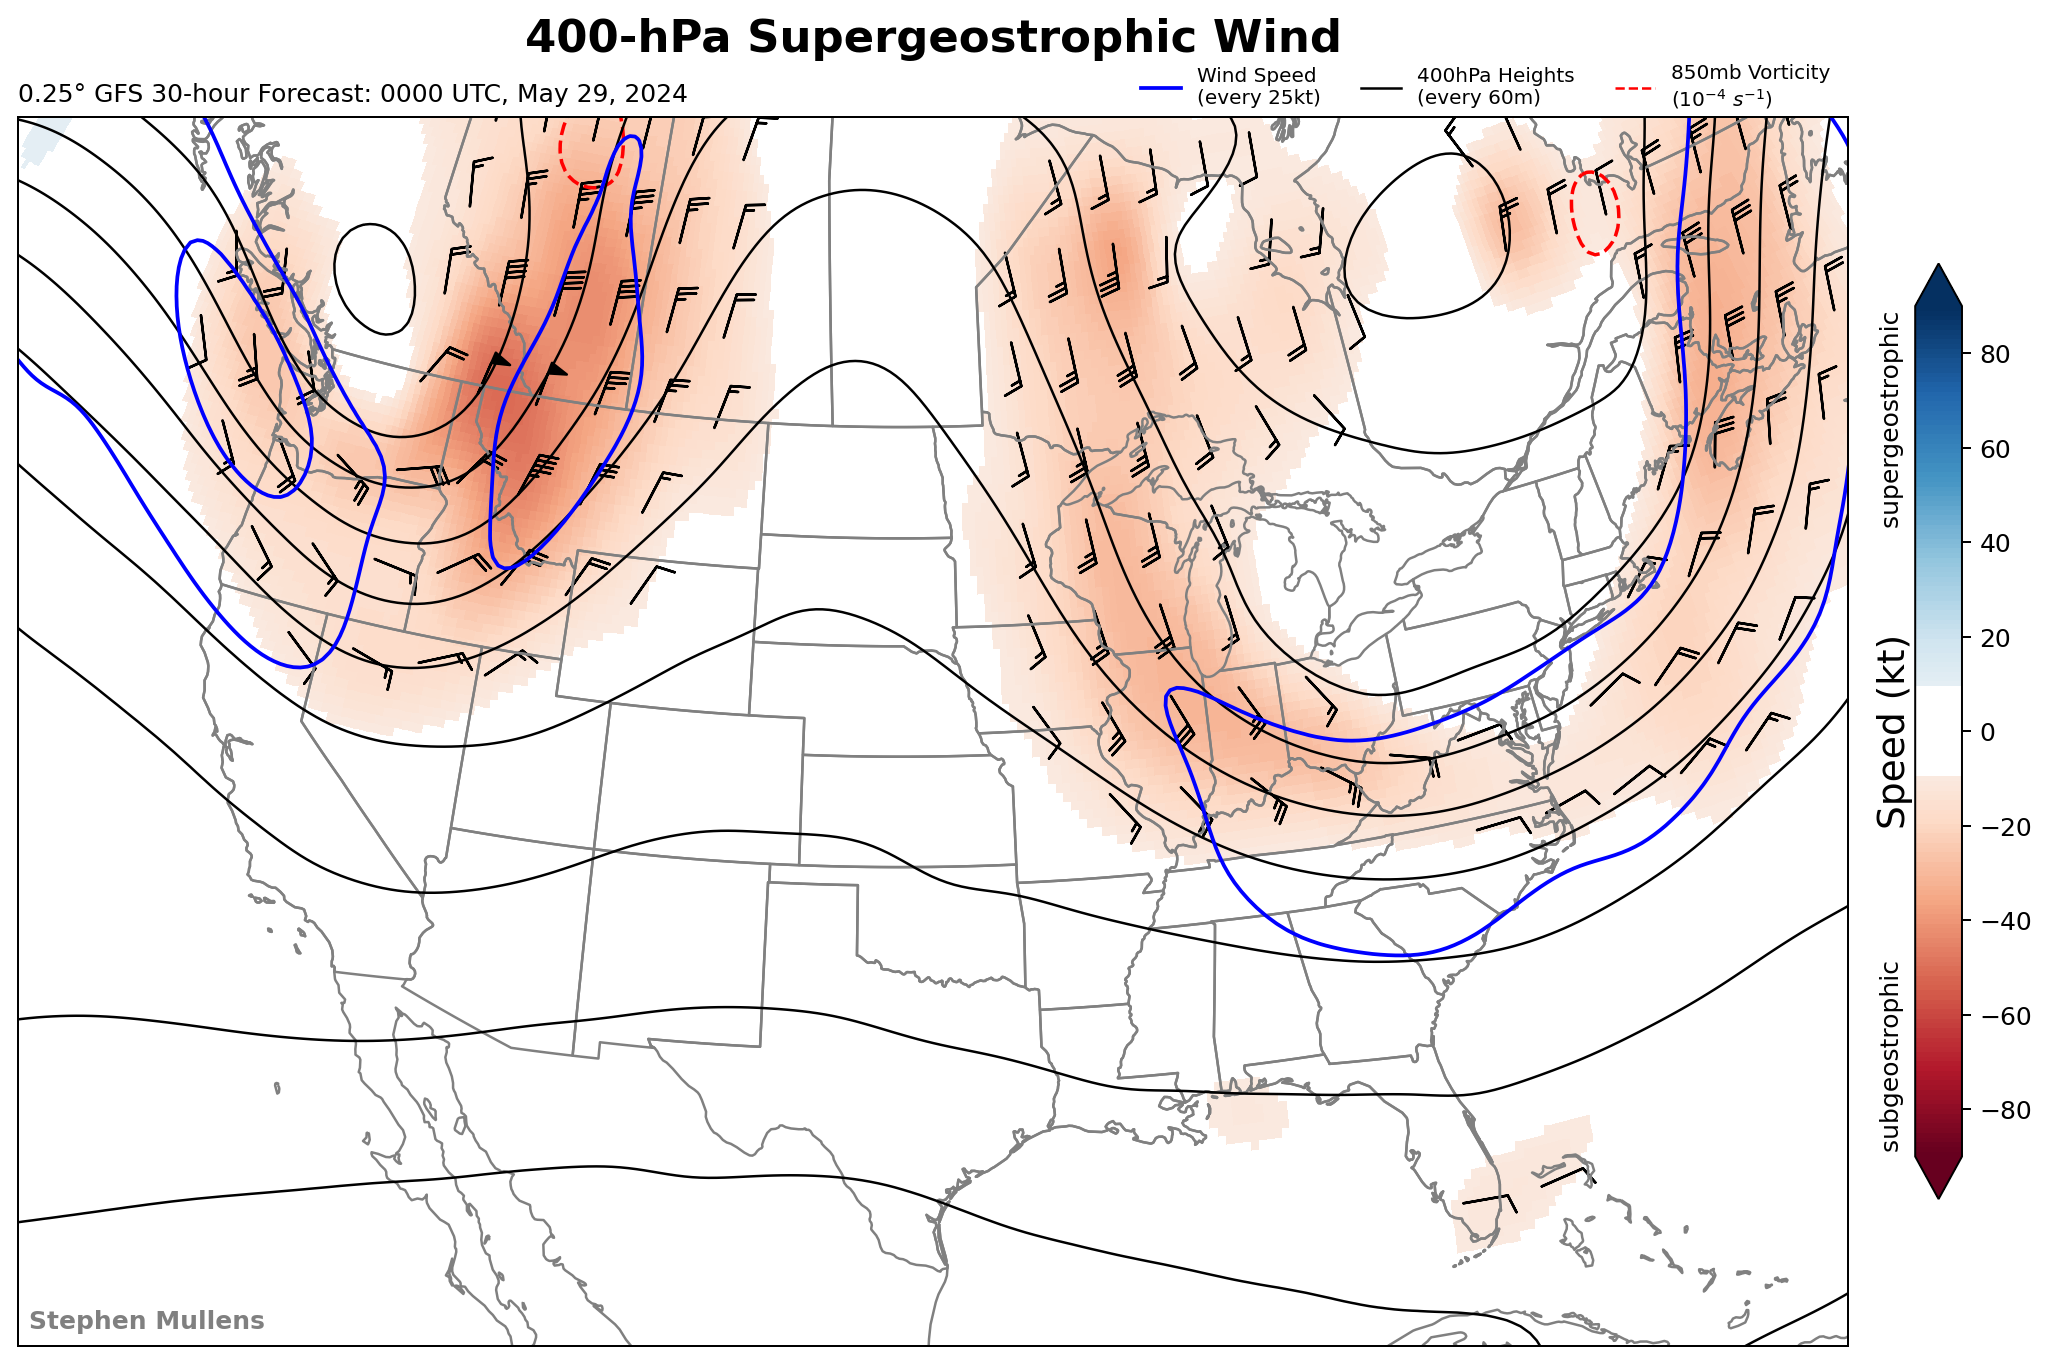 400-hPa Supergeostrophic Wind
0.25° GFS 30-hour Forecast: 0000 UTC, May 29, 2024
Wind Speed
(every 25kt)
400hPa Heights
(every 60m)
850mb Vorticity
(10⁻⁴ s⁻¹)
supergeostrophic
Speed (kt)
subgeostrophic
80
60
40
20
0
−20
−40
−60
−80
Stephen Mullens